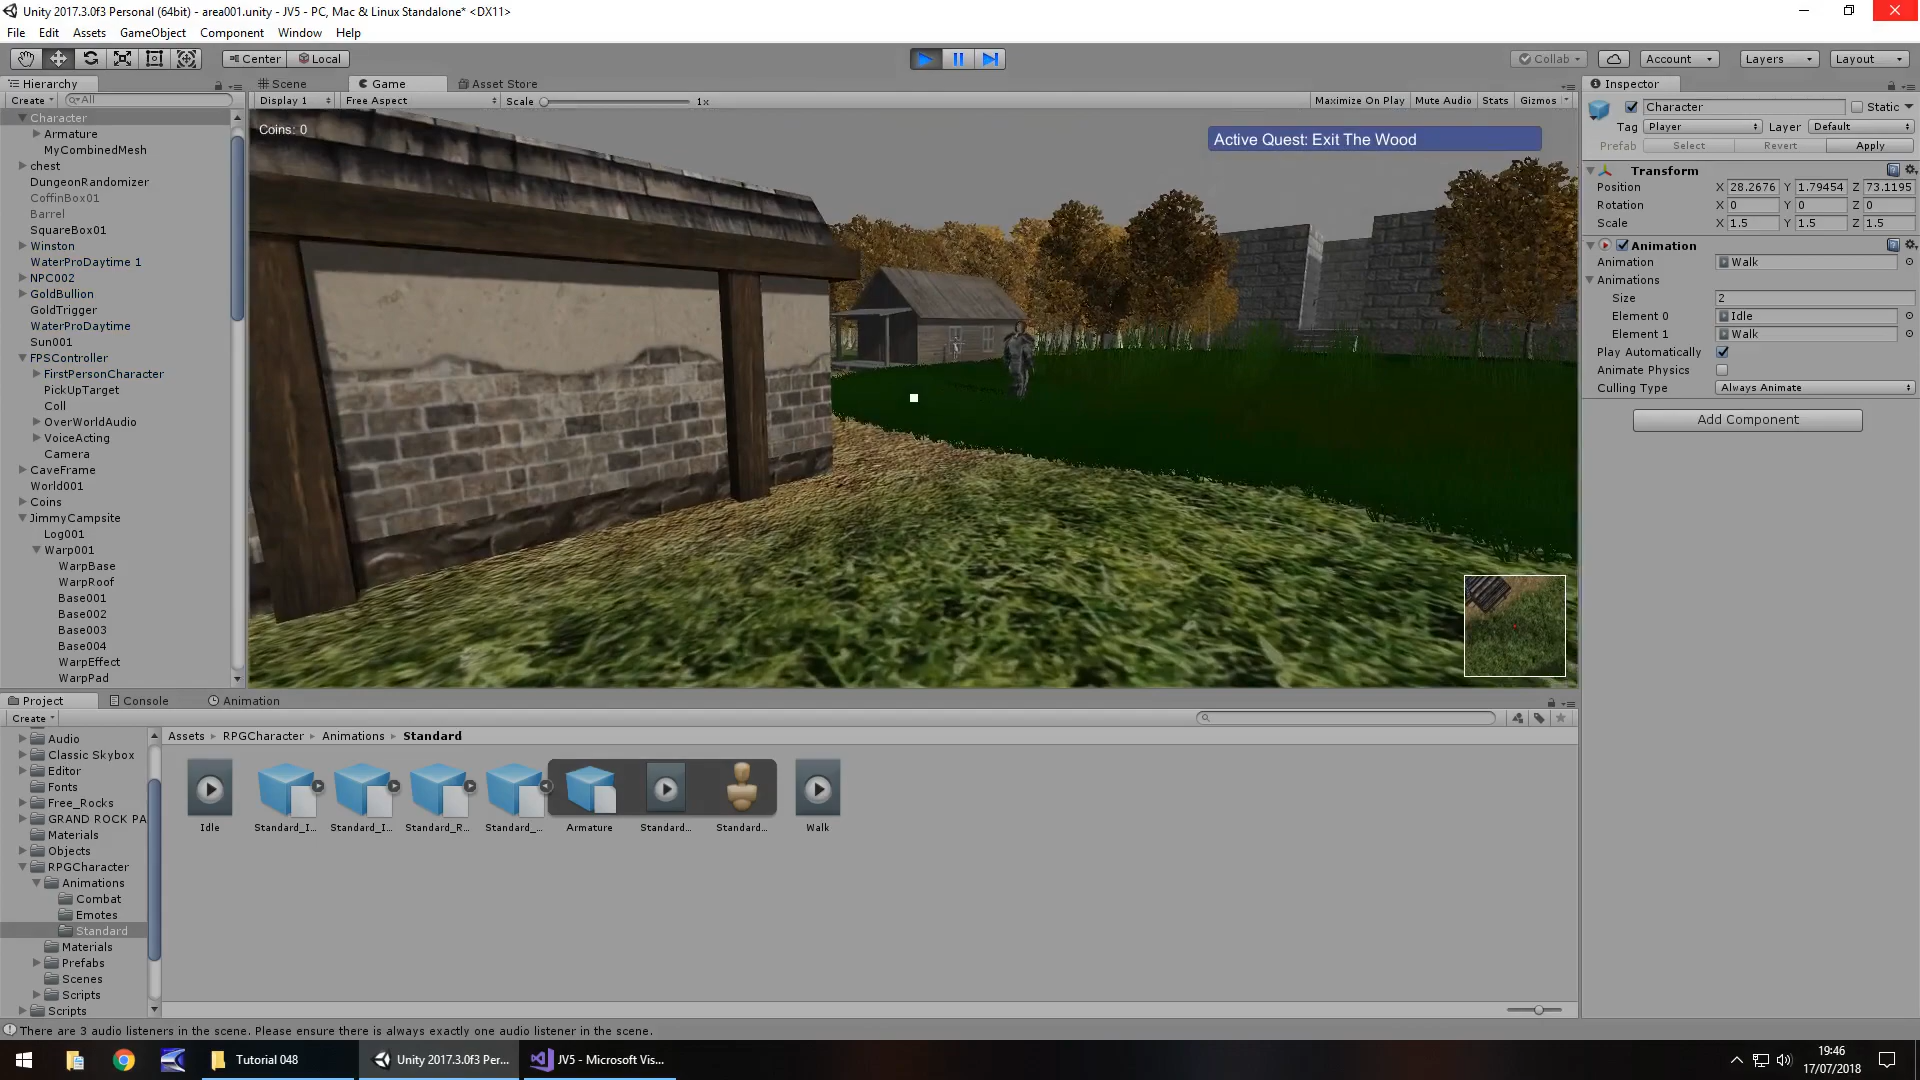 Unity 2017.3.0f3 Personal (64bit) - area001.unity - JV5 - PC, Mac & Linux Standalone* <DX11>
File Edit Assets GameObject Component Window Help
Center Local Collab Account Layers Layout
Hierarchy
Create All
Character
Armature
MyCombinedMesh
chest
DungeonRandomizer
CoffinBox01
Barrel
SquareBox01
Winston
WaterProDaytime 1
NPC002
GoldBullion
GoldTrigger
WaterProDaytime
Sun001
FPSController
FirstPersonCharacter
PickUpTarget
Coll
OverWorldAudio
VoiceActing
Camera
CaveFrame
World001
Coins
JimmyCampsite
Log001
Warp001
WarpBase
WarpRoof
Base001
Base002
Base003
Base004
WarpEffect
WarpPad
Scene Game Asset Store
Display 1 Free Aspect Scale 1x Maximize On Play Mute Audio Stats Gizmos
Coins: 0
Active Quest: Exit The Wood
Inspector
Character Static
Tag Player Layer Default
Prefab Select Revert Apply
Transform
Position X 28.2676 Y 1.79454 Z 73.1195
Rotation X 0 Y 0 Z 0
Scale X 1.5 Y 1.5 Z 1.5
Animation
Animation Walk
Animations
Size 2
Element 0 Idle
Element 1 Walk
Play Automatically
Animate Physics
Culling Type Always Animate
Add Component
Project Console Animation
Create
Audio
Classic Skybox
Editor
Fonts
Free_Rocks
GRAND ROCK PA
Materials
Objects
RPGCharacter
Animations
Combat
Emotes
Standard
Materials
Prefabs
Scenes
Scripts
Scripts
Assets RPGCharacter Animations Standard
Idle Standard_I... Standard_I... Standard_R... Standard_... Armature Standard... Standard... Walk
There are 3 audio listeners in the scene. Please ensure there is always exactly one audio listener in the scene.
Tutorial 048 Unity 2017.3.0f3 Per... JV5 - Microsoft Vis...
19:46
17/07/2018